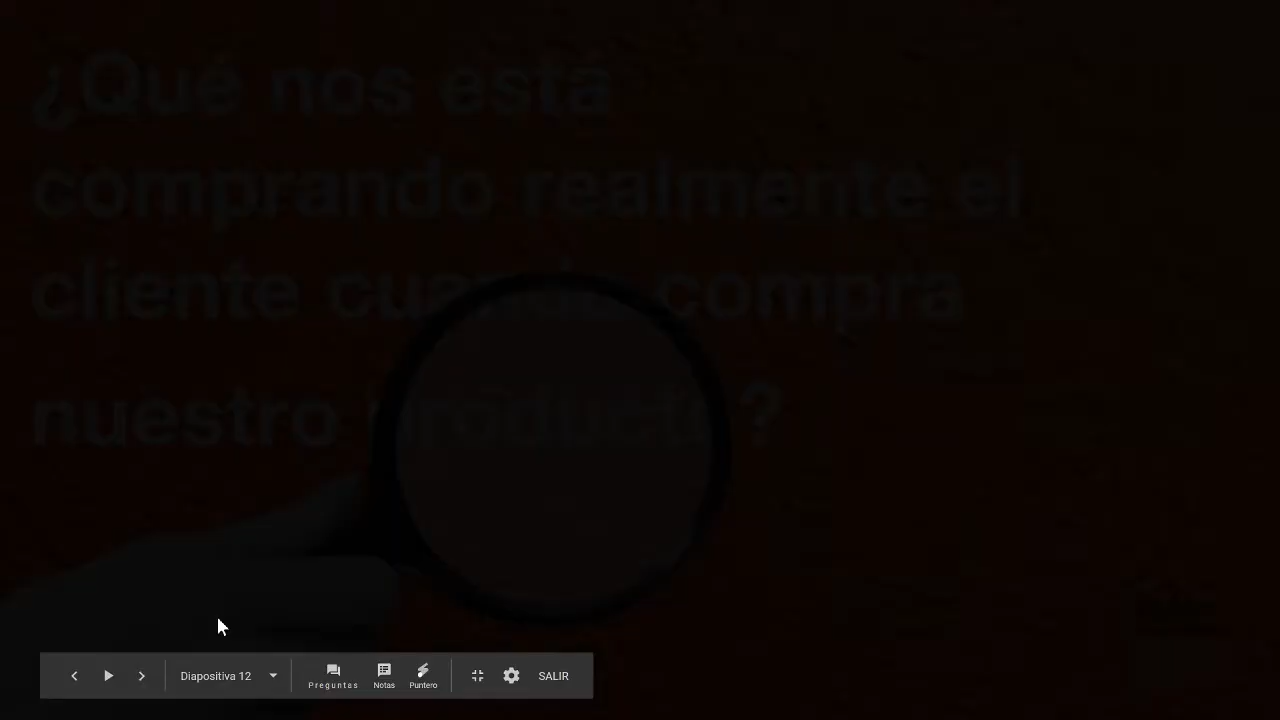 ¿Qué nos está
comprando realmente el
cliente cuando compra
nuestro producto?
Diapositiva 12
Preguntas
Notas
Puntero
SALIR